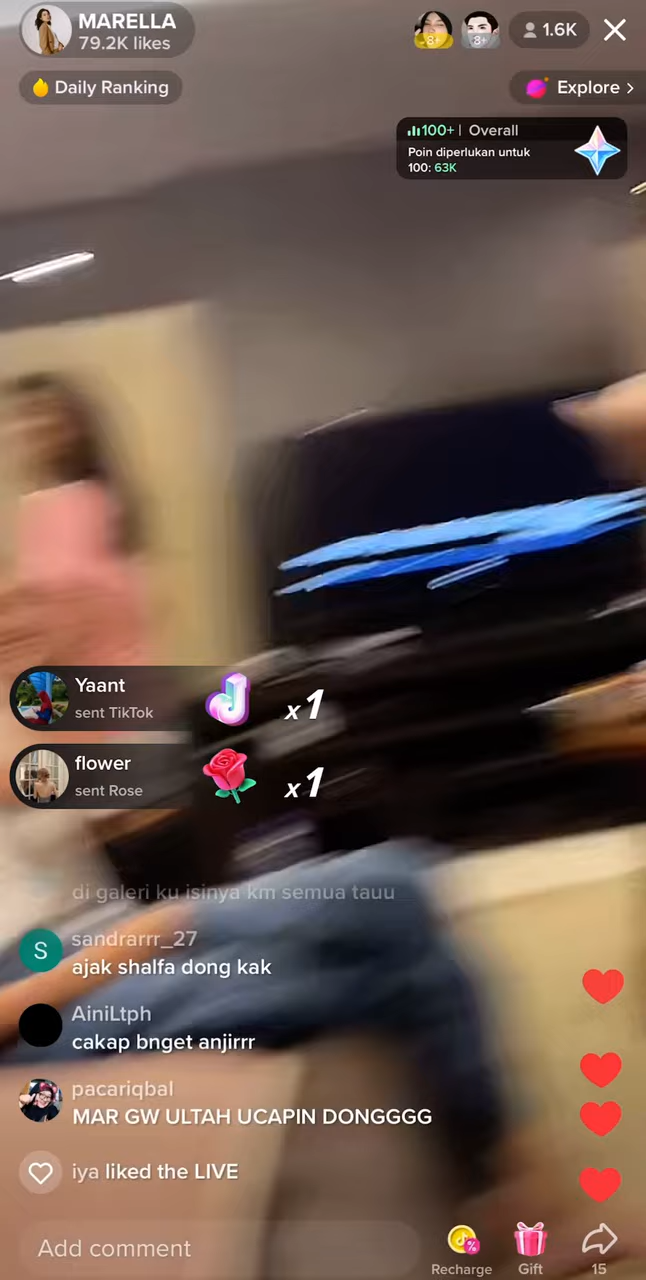 MARELLA
79.2K likes
8+
8+
1.6K
Daily Ranking
Explore
100+ | Overall
Poin diperlukan untuk
100: 63K
Yaant
sent TikTok
x1
flower
sent Rose
x1
di galeri ku isinya km semua tauu
S
sandrarrr_27
ajak shalfa dong kak
AiniLtph
cakap bnget anjirrr
pacariqbal
MAR GW ULTAH UCAPIN DONGGGG
iya liked the LIVE
Add comment
Recharge
Gift
15